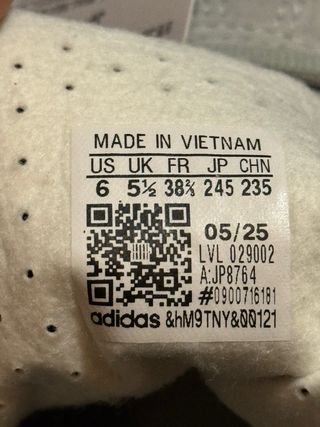 MADE IN VIETNAM
US UK FR JP CHN
6 5½ 38⅔ 245 235
05/25
LVL 029002
A:JP8764
#0900716181
adidas &hM9TNY&00121